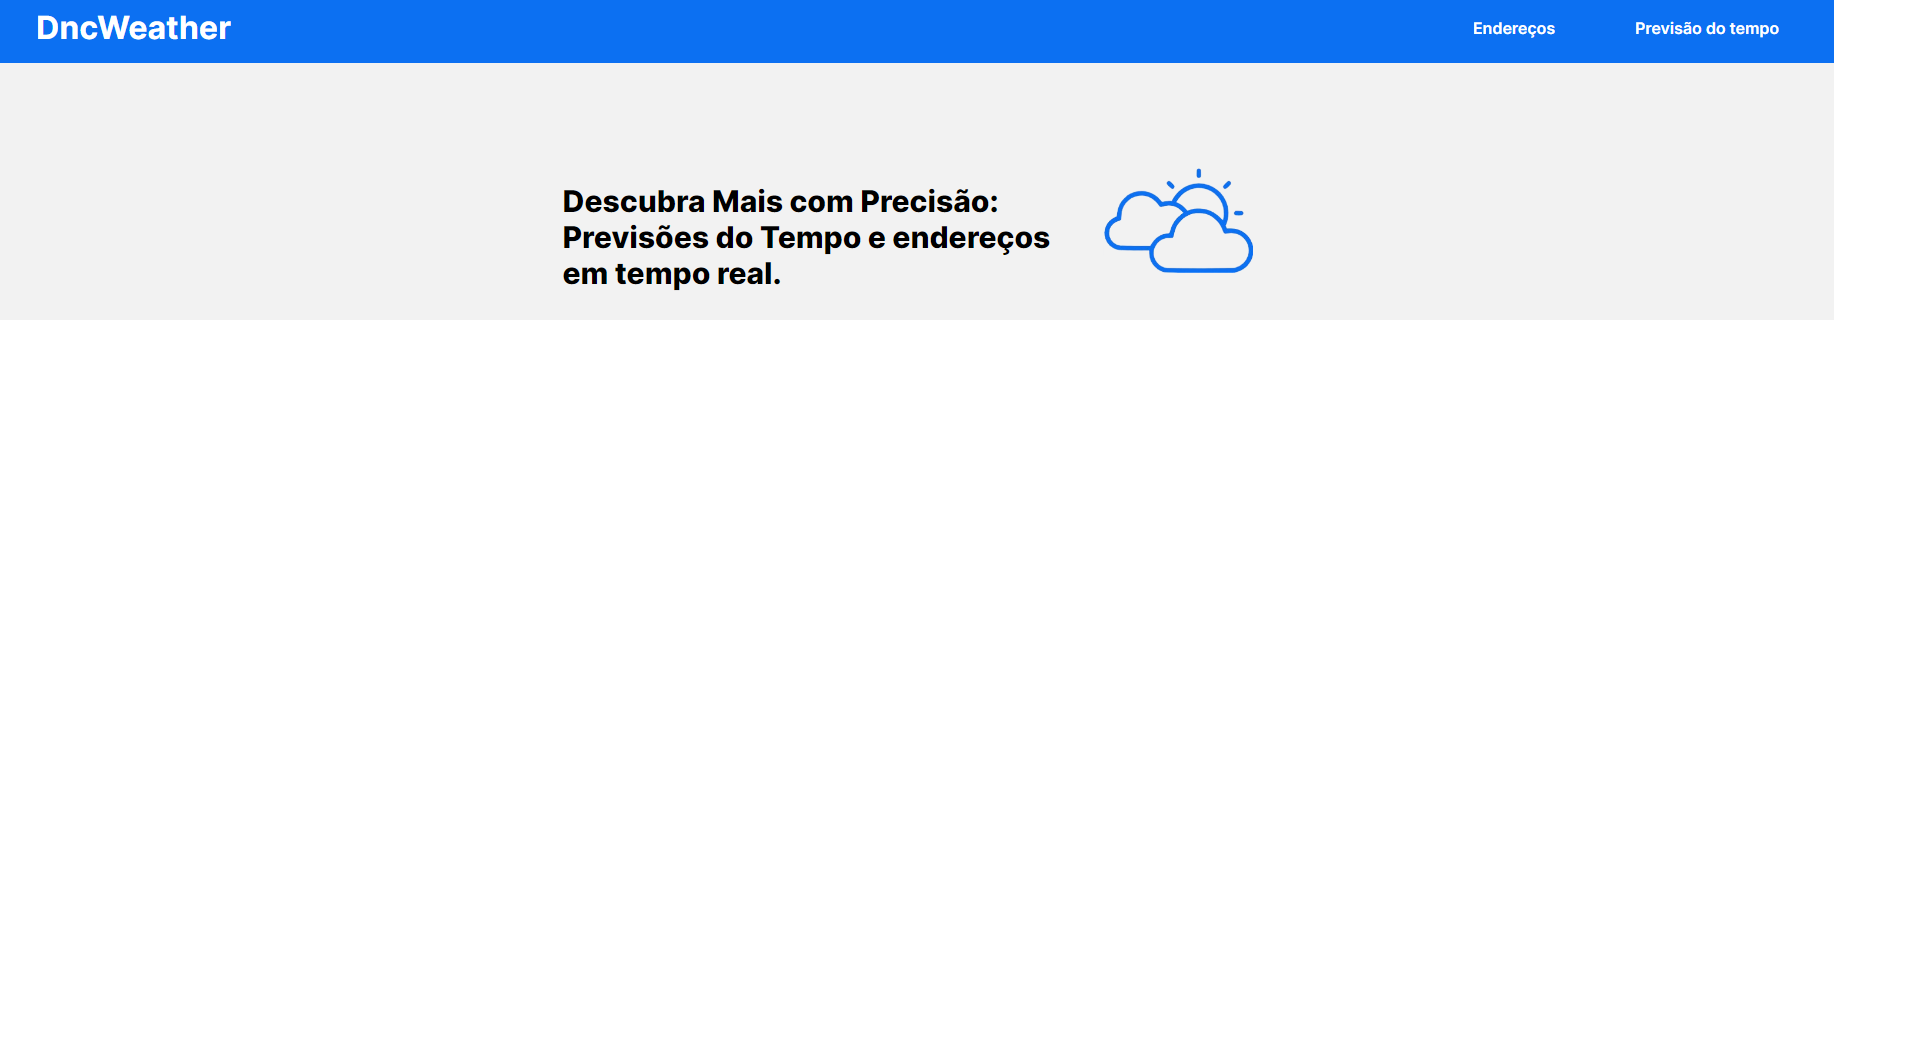 DncWeather
Endereços
Previsão do tempo
Descubra Mais com Precisão:
Previsões do Tempo e endereços
em tempo real.